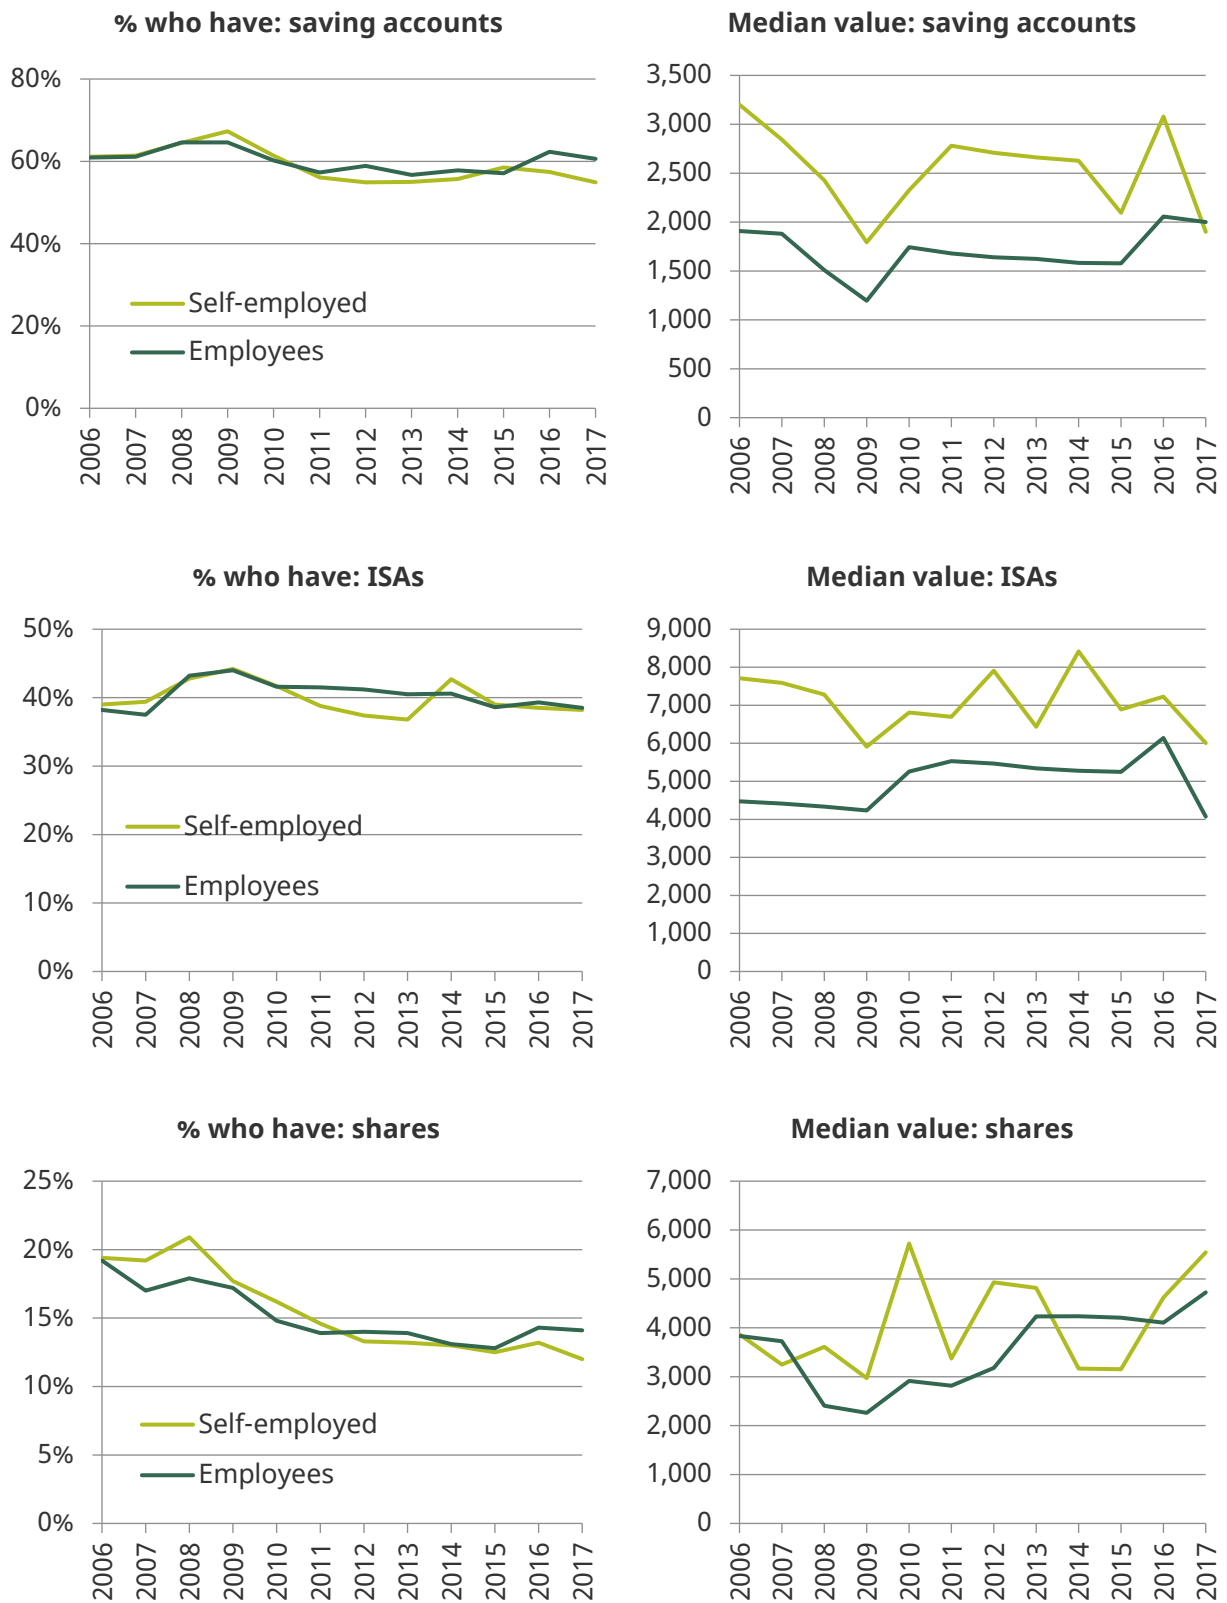 % who have: saving accounts
80%
60%
40%
20%
0%
Self-employed
Employees
2006 2007 2008 2009 2010 2011 2012 2013 2014 2015 2016 2017
Median value: saving accounts
3,500
3,000
2,500
2,000
1,500
1,000
500
0
2006 2007 2008 2009 2010 2011 2012 2013 2014 2015 2016 2017
% who have: ISAs
50%
40%
30%
20%
10%
0%
Self-employed
Employees
2006 2007 2008 2009 2010 2011 2012 2013 2014 2015 2016 2017
Median value: ISAs
9,000
8,000
7,000
6,000
5,000
4,000
3,000
2,000
1,000
0
2006 2007 2008 2009 2010 2011 2012 2013 2014 2015 2016 2017
% who have: shares
25%
20%
15%
10%
5%
0%
Self-employed
Employees
2006 2007 2008 2009 2010 2011 2012 2013 2014 2015 2016 2017
Median value: shares
7,000
6,000
5,000
4,000
3,000
2,000
1,000
0
2006 2007 2008 2009 2010 2011 2012 2013 2014 2015 2016 2017